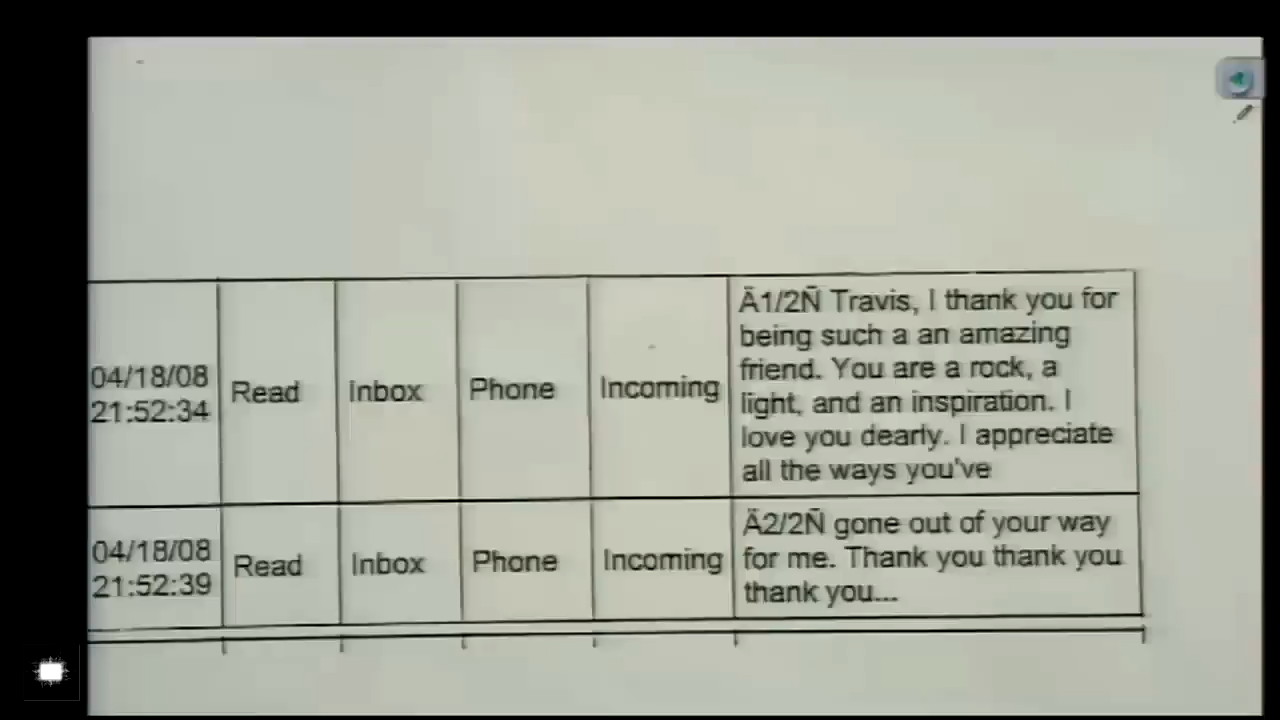 04/18/08
21:52:34
Read
Inbox
Phone
Incoming
Ä1/2Ñ Travis, I thank you for
being such a an amazing
friend. You are a rock, a
light, and an inspiration. I
love you dearly. I appreciate
all the ways you've
04/18/08
21:52:39
Read
Inbox
Phone
Incoming
Ä2/2Ñ gone out of your way
for me. Thank you thank you
thank you...